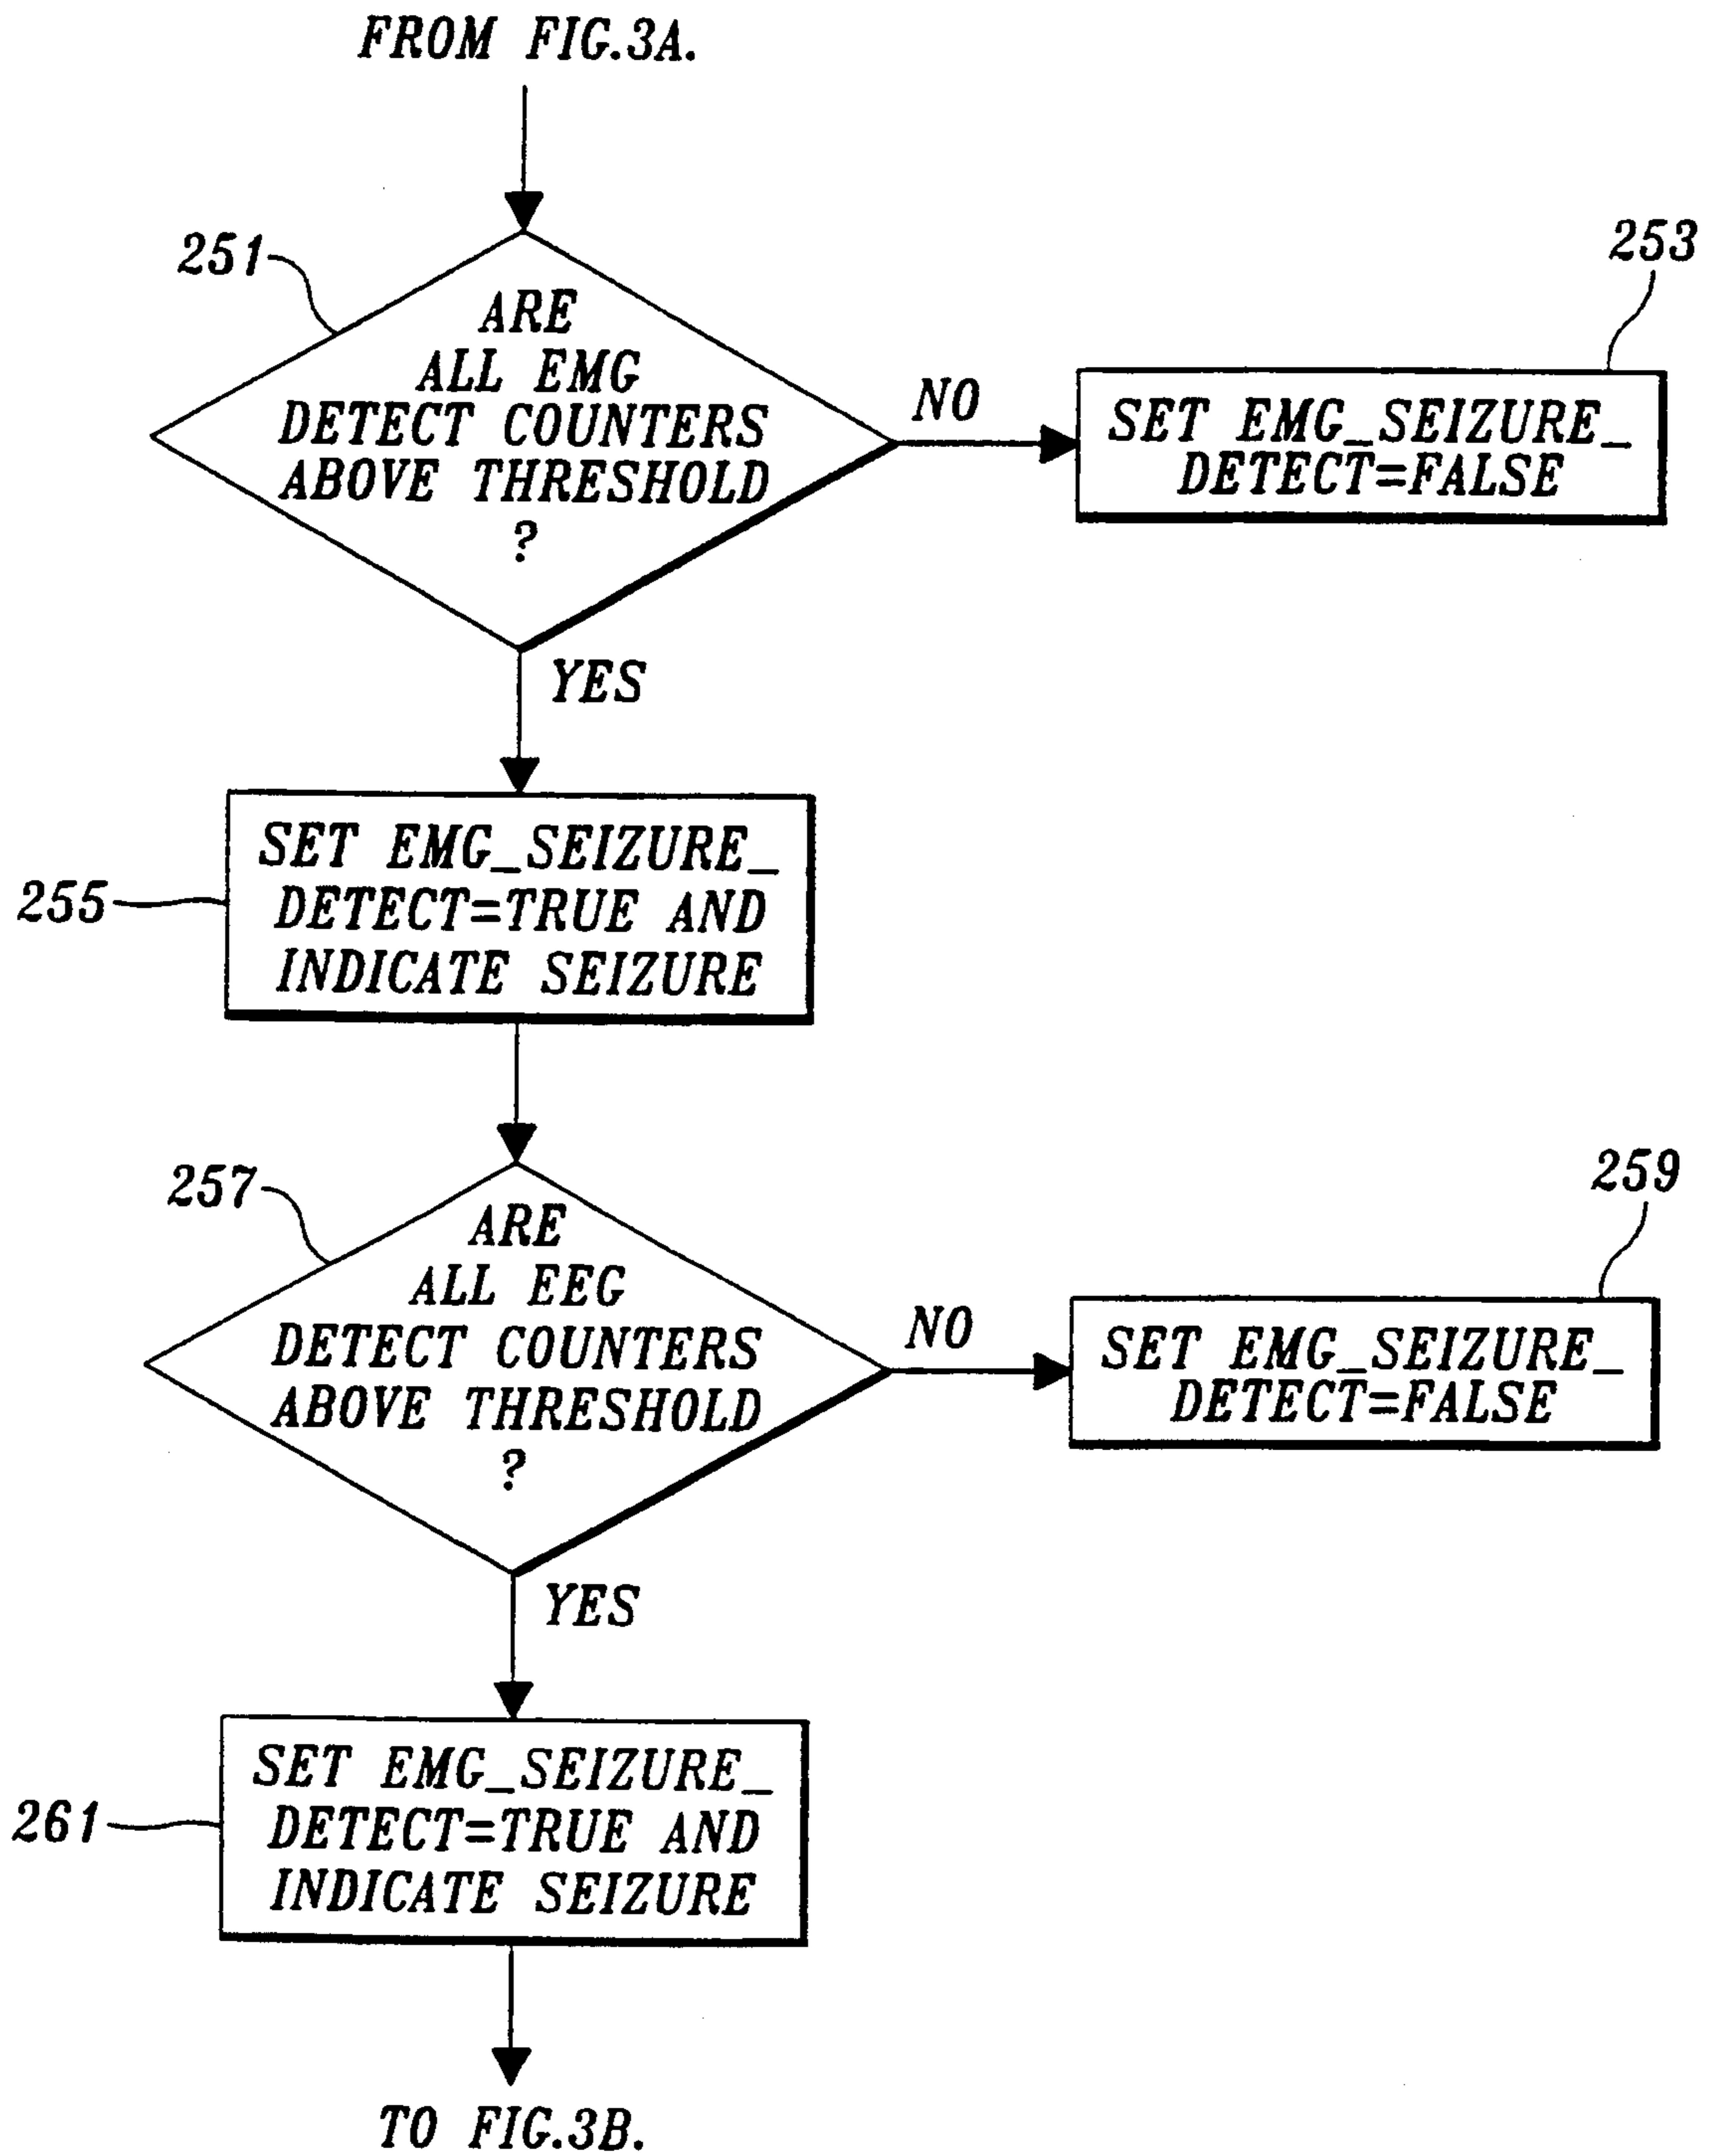 FROM FIG.3A.
251
ARE
ALL EMG
DETECT COUNTERS
ABOVE THRESHOLD
?
NO
253
SET EMG_SEIZURE_
DETECT=FALSE
YES
255
SET EMG_SEIZURE_
DETECT=TRUE AND
INDICATE SEIZURE
257
ARE
ALL EEG
DETECT COUNTERS
ABOVE THRESHOLD
?
NO
259
SET EMG_SEIZURE_
DETECT=FALSE
YES
261
SET EMG_SEIZURE_
DETECT=TRUE AND
INDICATE SEIZURE
TO FIG.3B.